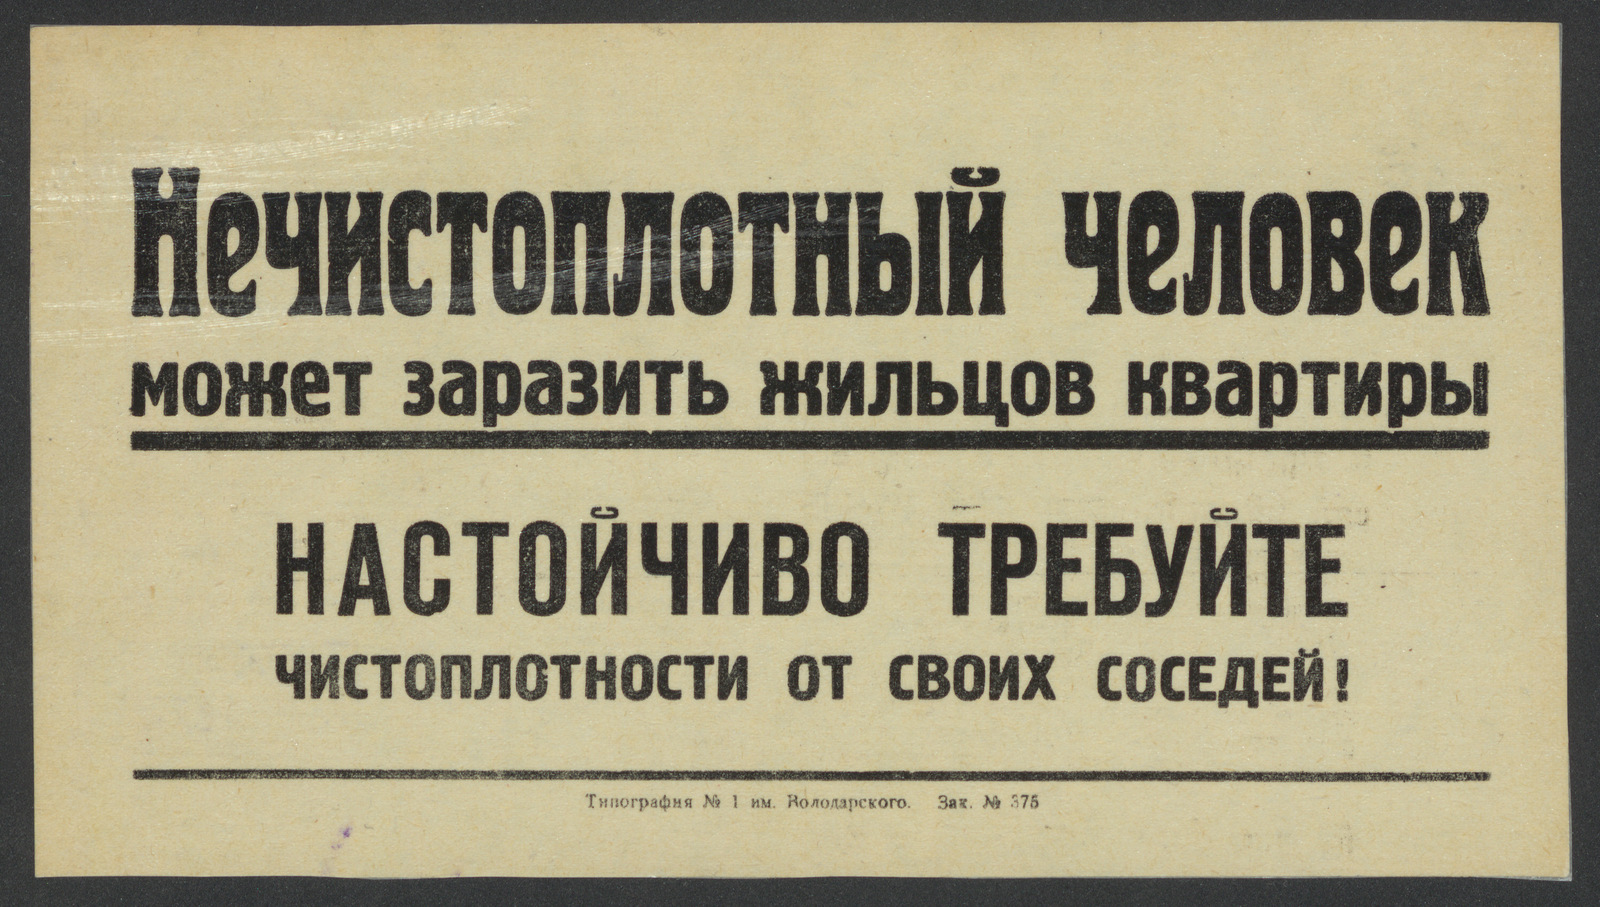 Нечистоплотный человек
может заразить жильцов квартиры
НАСТОЙЧИВО ТРЕБУЙТЕ
ЧИСТОПЛОТНОСТИ ОТ СВОИХ СОСЕДЕЙ!
Типография № 1 им. Володарского. Зак. № 375